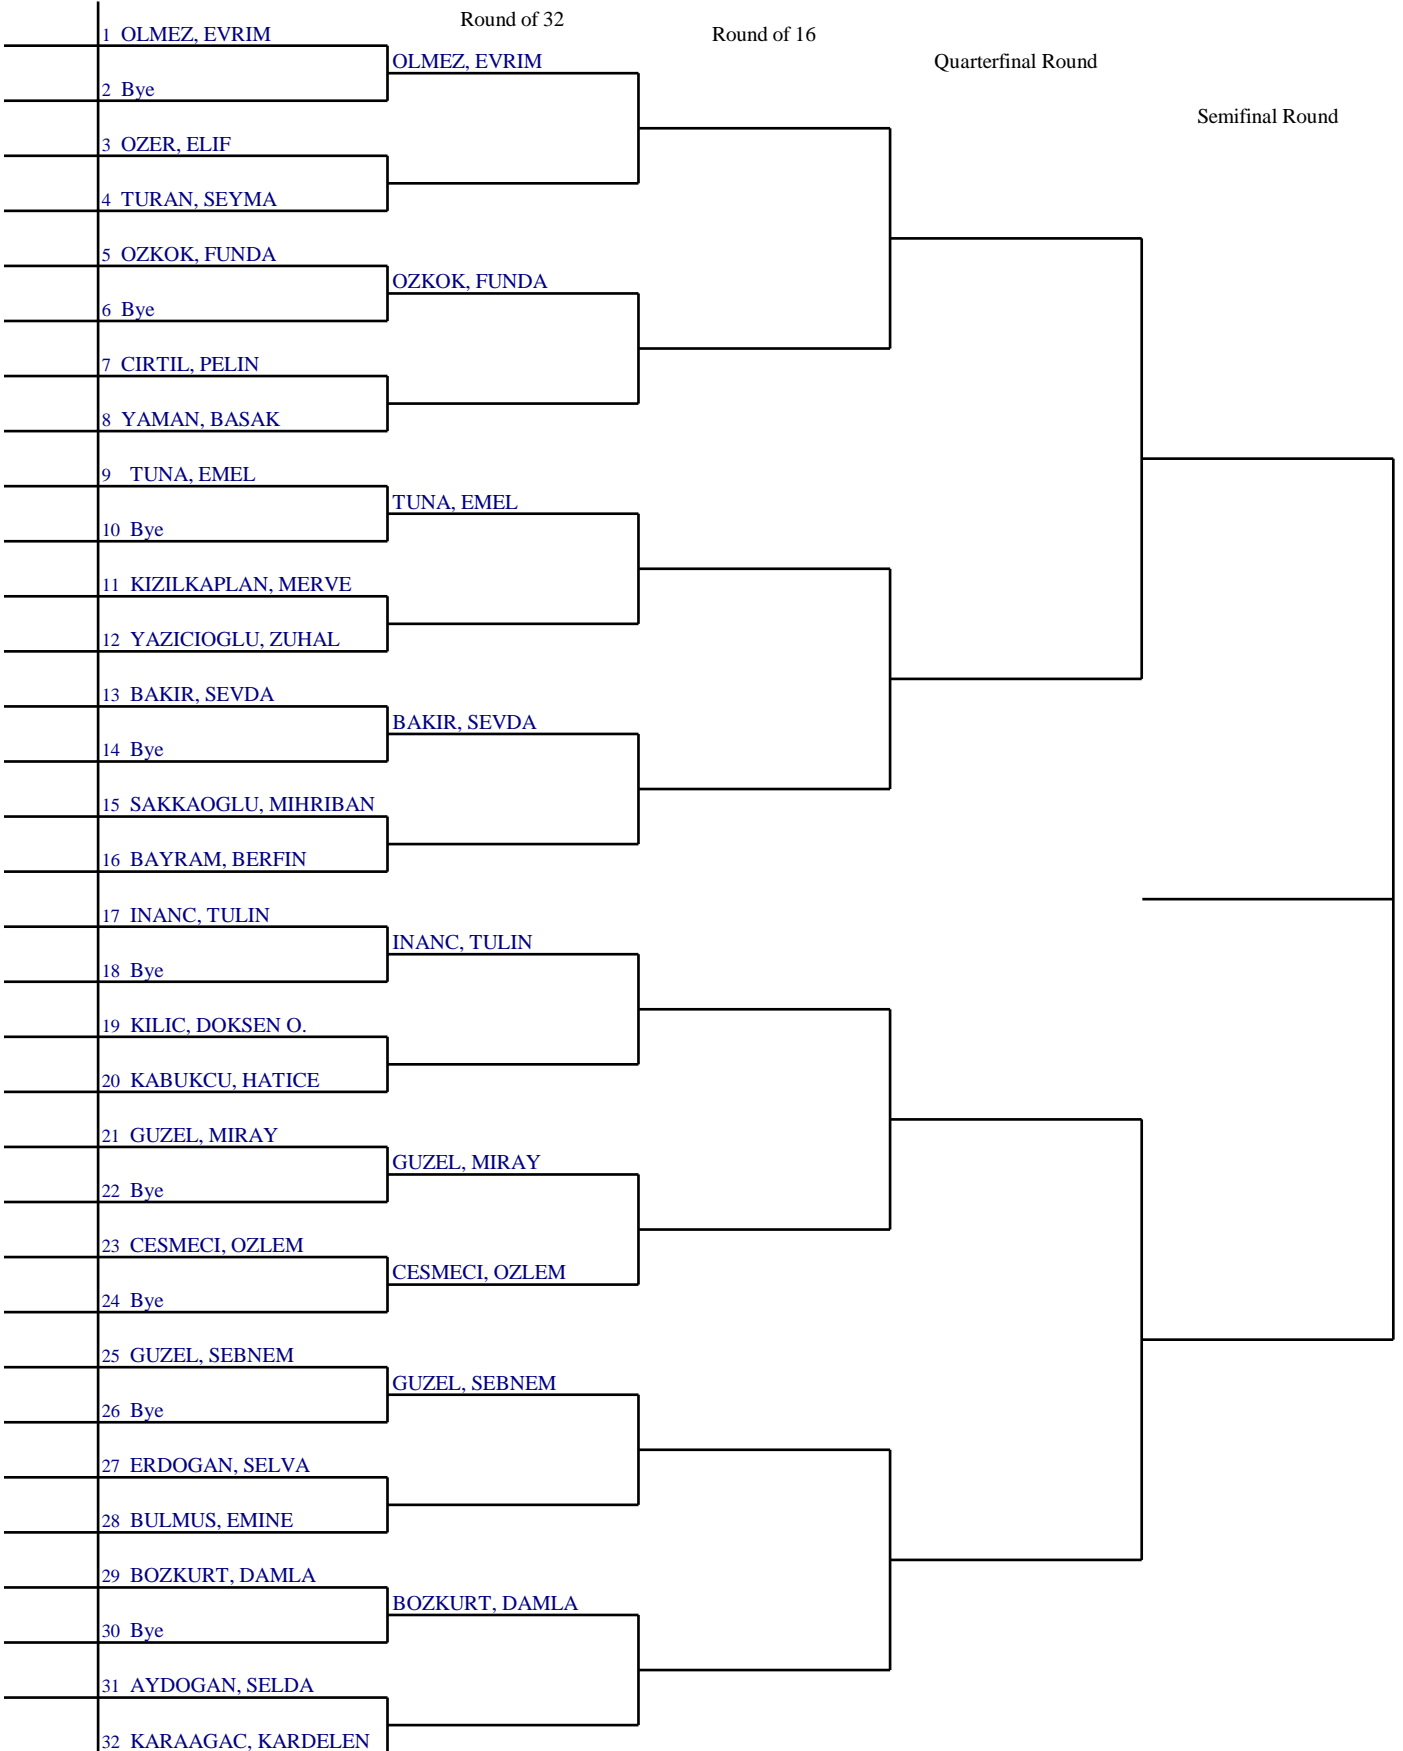 Round of 32
Round of 16
Quarterfinal Round
Semifinal Round
1 OLMEZ, EVRIM
OLMEZ, EVRIM
2 Bye
3 OZER, ELIF
4 TURAN, SEYMA
5 OZKOK, FUNDA
OZKOK, FUNDA
6 Bye
7 CIRTIL, PELIN
8 YAMAN, BASAK
9 TUNA, EMEL
TUNA, EMEL
10 Bye
11 KIZILKAPLAN, MERVE
12 YAZICIOGLU, ZUHAL
13 BAKIR, SEVDA
BAKIR, SEVDA
14 Bye
15 SAKKAOGLU, MIHRIBAN
16 BAYRAM, BERFIN
17 INANC, TULIN
INANC, TULIN
18 Bye
19 KILIC, DOKSEN O.
20 KABUKCU, HATICE
21 GUZEL, MIRAY
GUZEL, MIRAY
22 Bye
23 CESMECI, OZLEM
CESMECI, OZLEM
24 Bye
25 GUZEL, SEBNEM
GUZEL, SEBNEM
26 Bye
27 ERDOGAN, SELVA
28 BULMUS, EMINE
29 BOZKURT, DAMLA
BOZKURT, DAMLA
30 Bye
31 AYDOGAN, SELDA
32 KARAAGAC, KARDELEN